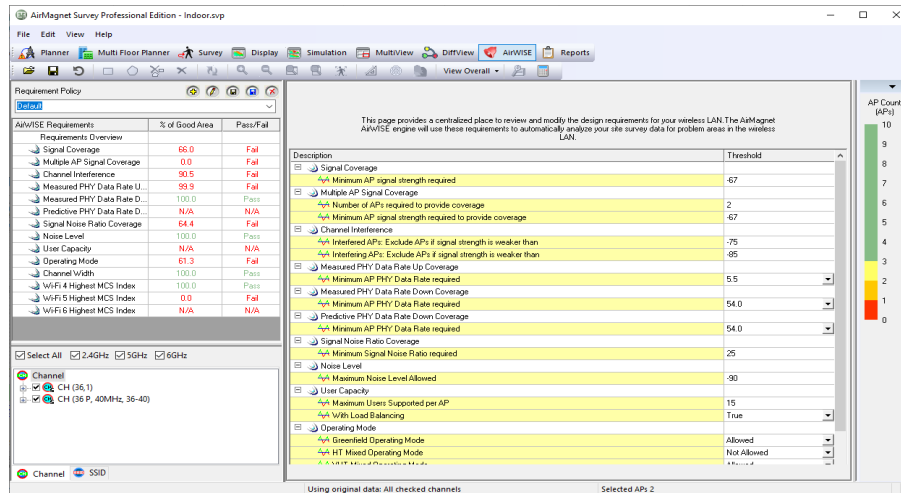 AirMagnet Survey Professional Edition - Indoor.svp
File Edit View Help
Planner Multi Floor Planner Survey Display Simulation MultiView DiffView AirWISE Reports
View Overall
Requirement Policy
Default
AirWISE Requirements % of Good Area Pass/Fail
Requirements Overview
Signal Coverage 66.0 Fail
Multiple AP Signal Coverage 0.0 Fail
Channel Interference 90.5 Fail
Measured PHY Data Rate U... 99.9 Fail
Measured PHY Data Rate D... 100.0 Pass
Predictive PHY Data Rate D... N/A N/A
Signal Noise Ratio Coverage 64.4 Fail
Noise Level 100.0 Pass
User Capacity N/A N/A
Operating Mode 61.3 Fail
Channel Width 100.0 Pass
Wi-Fi 4 Highest MCS Index 100.0 Pass
Wi-Fi 5 Highest MCS Index 0.0 Fail
Wi-Fi 6 Highest MCS Index N/A N/A
Select All 2.4GHz 5GHz 6GHz
Channel
CH (36,1)
CH (36 P, 40MHz, 36-40)
Channel SSID
This page provides a centralized place to review and modify the design requirements for your wireless LAN.The AirMagnet
AirWISE engine will use these requirements to automatically analyze your site survey data for problem areas in the wireless
LAN.
Description Threshold
Signal Coverage
Minimum AP signal strength required -67
Multiple AP Signal Coverage
Number of APs required to provide coverage 2
Minimum AP signal strength required to provide coverage -67
Channel Interference
Interfered APs: Exclude APs if signal strength is weaker than -75
Interfering APs: Exclude APs if signal strength is weaker than -85
Measured PHY Data Rate Up Coverage
Minimum AP PHY Data Rate required 5.5
Measured PHY Data Rate Down Coverage
Minimum AP PHY Data Rate required 54.0
Predictive PHY Data Rate Down Coverage
Minimum AP PHY Data Rate required 54.0
Signal Noise Ratio Coverage
Minimum Signal Noise Ratio required 25
Noise Level
Maximum Noise Level Allowed -90
User Capacity
Maximum Users Supported per AP 15
With Load Balancing True
Operating Mode
Greenfield Operating Mode Allowed
HT Mixed Operating Mode Not Allowed
VHT Mixed Operating Mode Allowed
AP Count
(APs)
10
9
8
7
6
5
4
3
2
1
0
Using original data: All checked channels Selected APs 2